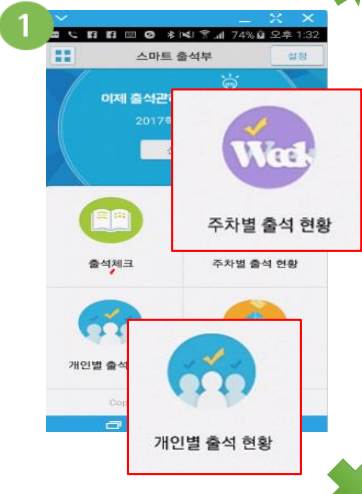 1
74% 오후 1:32
스마트 출석부
설정
이제 출석관
2017
Week
주차별 출석 현황
출석체크
주차별 출석 현황
개인별 출석
Cop
개인별 출석 현황